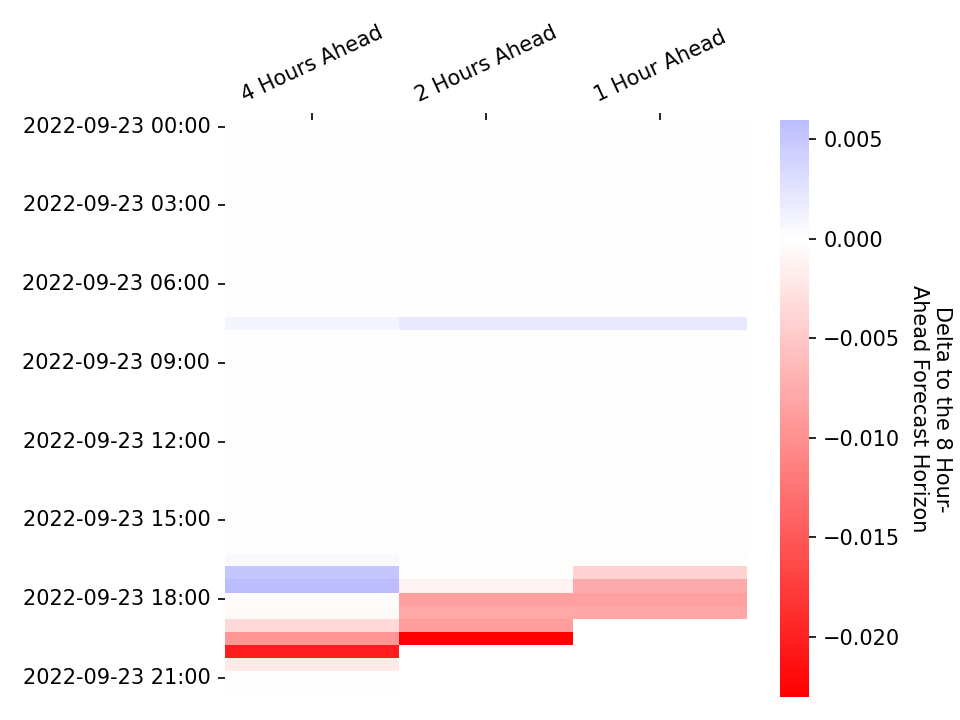 4 Hours Ahead
2 Hours Ahead
1 Hour Ahead
2022-09-23 00:00
2022-09-23 03:00
2022-09-23 06:00
2022-09-23 09:00
2022-09-23 12:00
2022-09-23 15:00
2022-09-23 18:00
2022-09-23 21:00
0.005
0.000
−0.005
−0.010
−0.015
−0.020
Delta to the 8 Hour-
Ahead Forecast Horizon